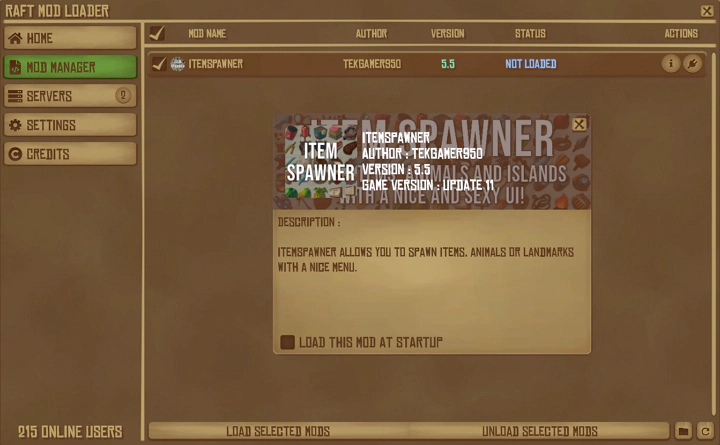 RAFT MOD LOADER
HOME
MOD MANAGER
SERVERS
2
SETTINGS
CREDITS
215 ONLINE USERS
MOD NAME AUTHOR VERSION STATUS ACTIONS
ITEMSPAWNER TEKGAMER950 5.5 NOT LOADED
ITEM SPAWNER
ITEMS, ANIMALS AND ISLANDS
WITH A NICE AND SEXY UI!
ITEM
SPAWNER
ITEMSPAWNER
AUTHOR : TEKGAMER950
VERSION : 5.5
GAME VERSION : UPDATE 11
DESCRIPTION :
ITEMSPAWNER ALLOWS YOU TO SPAWN ITEMS, ANIMALS OR LANDMARKS
WITH A NICE MENU.
LOAD THIS MOD AT STARTUP
LOAD SELECTED MODS
UNLOAD SELECTED MODS